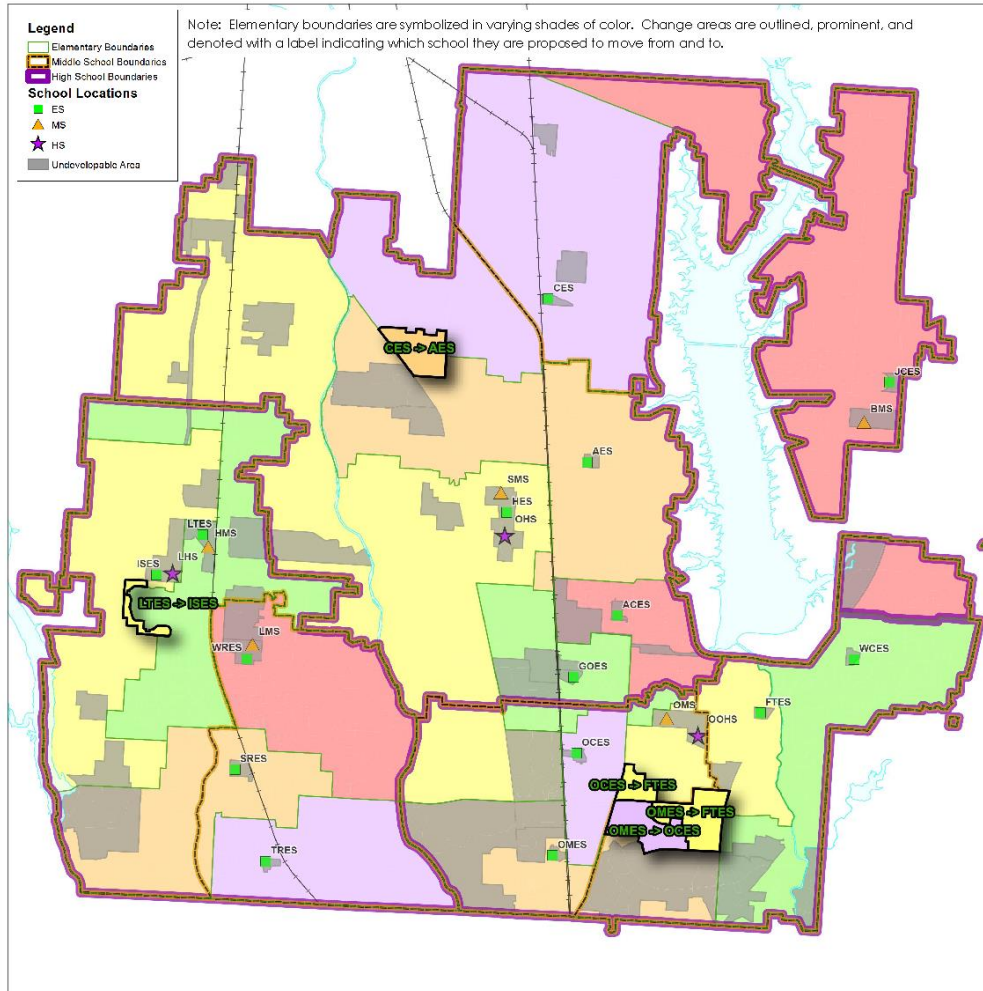 Note: Elementary boundaries are symbolized in varying shades of color. Change areas are outlined, prominent, and
denoted with a label indicating which school they are proposed to move from and to.
Legend
Elementary Boundaries
Middle School Boundaries
High School Boundaries
School Locations
ES
MS
HS
Undevelopable Area
CES
CES -> AES
JCES
BMS
AES
SMS
HES
OHS
LTES
HMS
LHS
ISES
LTES -> ISES
ACES
LMS
WRES
GOES
WCES
OMS
FTES
OOHS
OCES
SRES
OCES -> FTES
OMES -> FTES
OMES -> OCES
OMES
TRES